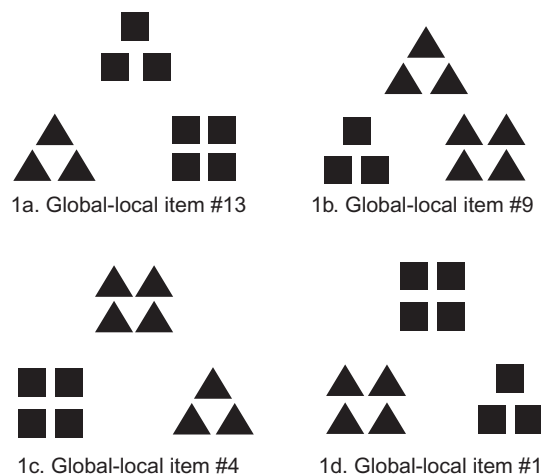 1a. Global-local item #13
1b. Global-local item #9
1c. Global-local item #4
1d. Global-local item #1